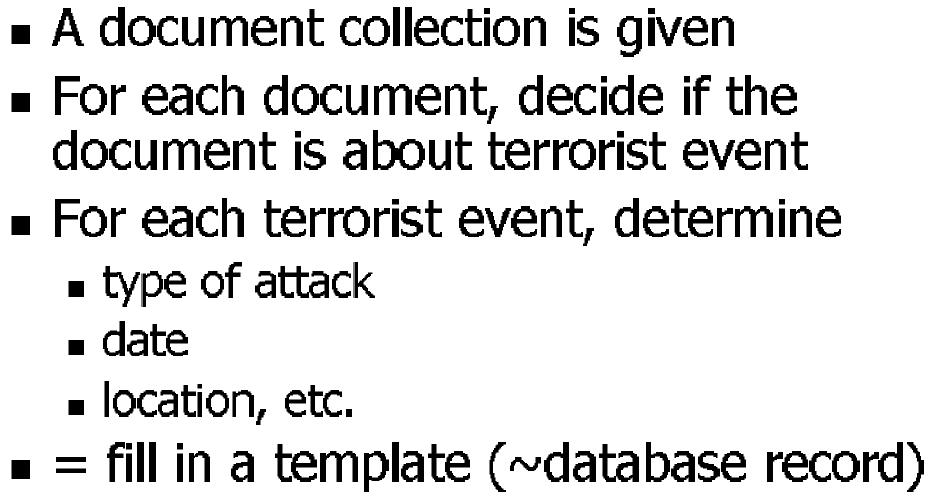 ▪ A document collection is given
▪ For each document, decide if the
document is about terrorist event
▪ For each terrorist event, determine
▪ type of attack
▪ date
▪ location, etc.
▪ = fill in a template (~database record)